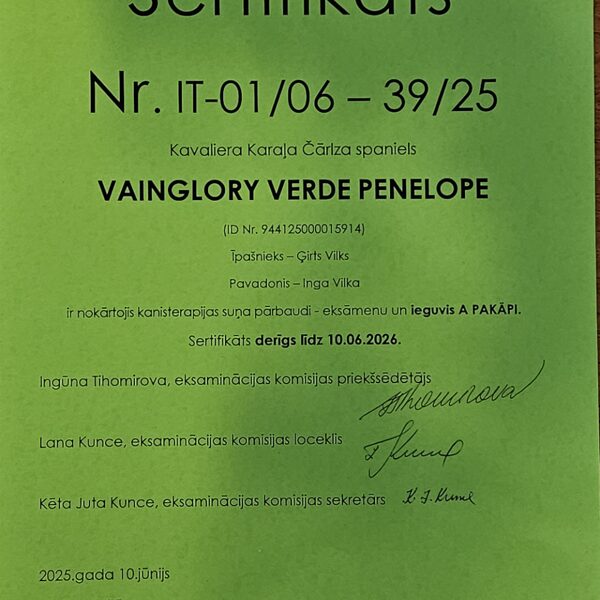 Sertifikāts
Nr. IT-01/06 – 39/25
Kavaliera Karaļa Čārlza spaniels
VAINGLORY VERDE PENELOPE
(ID Nr. 944125000015914)
Īpašnieks – Ģirts Vilks
Pavadonis – Inga Vilka
ir nokārtojis kanisterapijas suņa pārbaudi - eksāmenu un ieguvis A PAKĀPI.
Sertifikāts derīgs līdz 10.06.2026.
Ingūna Tihomirova, eksaminācijas komisijas priekšsēdētājs
Lana Kunce, eksaminācijas komisijas loceklis
Kēta Juta Kunce, eksaminācijas komisijas sekretārs
2025.gada 10.jūnijs